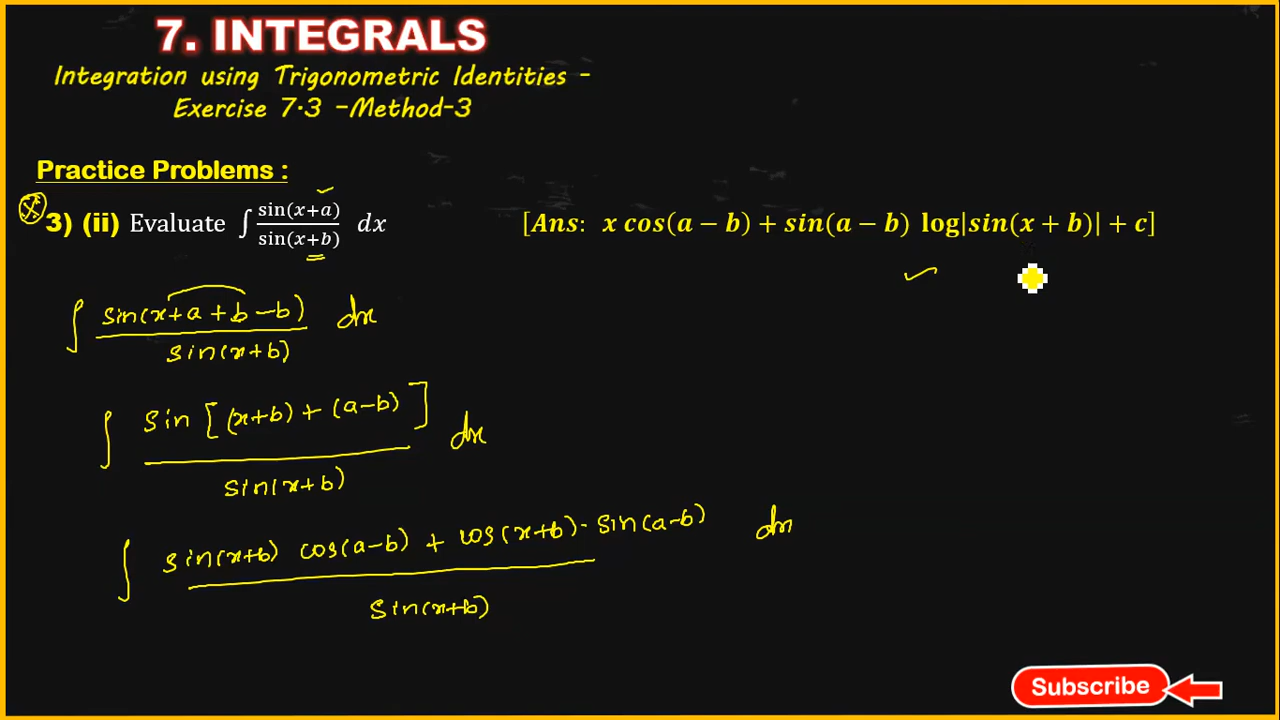 7. INTEGRALS
Integration using Trigonometric Identities -
Exercise 7.3 -Method-3
Practice Problems :
3) (ii) Evaluate ∫ sin(x+a)/sin(x+b) dx [Ans: x cos(a − b) + sin(a − b) log|sin(x + b)| + c]
∫ sin(x+a+b-b)/sin(x+b) dx
∫ sin[(x+b)+(a-b)]/sin(x+b) dx
∫ sin(x+b) cos(a-b) + cos(x+b)·sin(a-b)/sin(x+b) dx
Subscribe